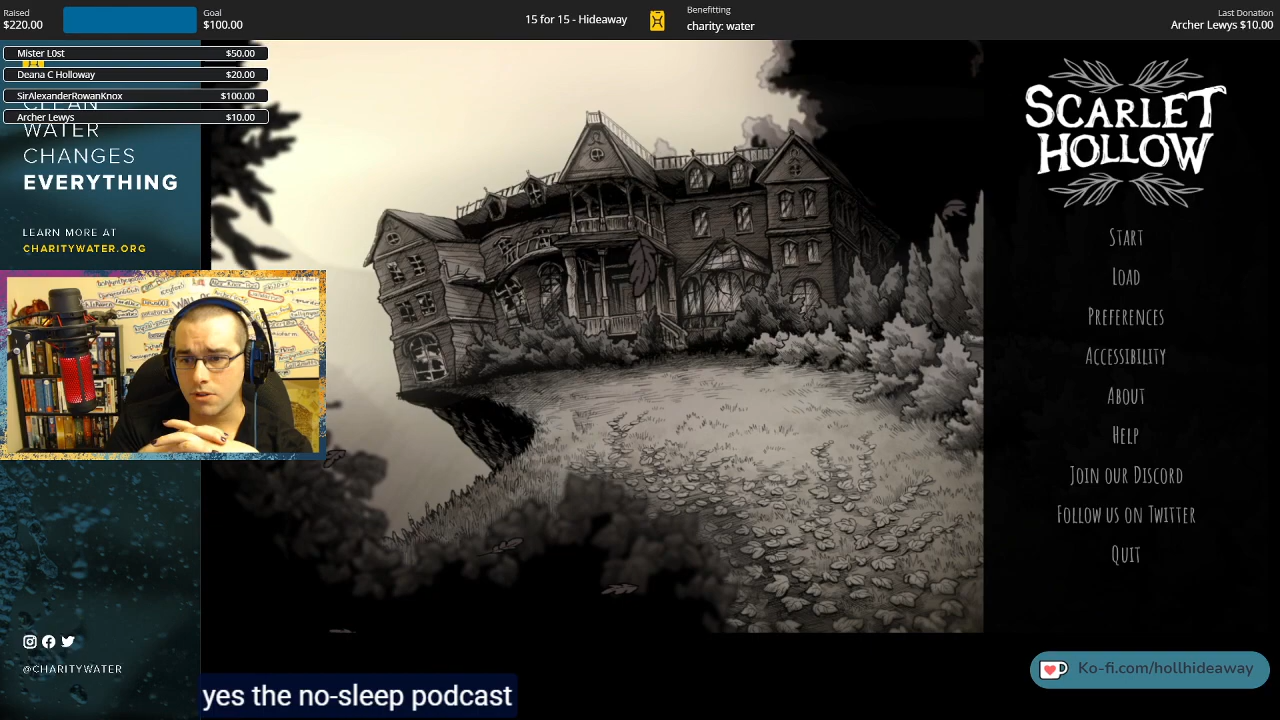 Raised
$220.00
Goal
$100.00
15 for 15 - Hideaway
Benefitting
charity: water
Last Donation
Archer Lewys $10.00
Mister L0st $50.00
Deana C Holloway $20.00
SirAlexanderRowanKnox $100.00
Archer Lewys $10.00
CLEAN
WATER
CHANGES
EVERYTHING
LEARN MORE AT
CHARITYWATER.ORG
SCARLET
HOLLOW
START
LOAD
PREFERENCES
ACCESSIBILITY
ABOUT
HELP
JOIN OUR DISCORD
FOLLOW US ON TWITTER
QUIT
@CHARITYWATER
yes the no-sleep podcast
Ko-fi.com/hollhideaway